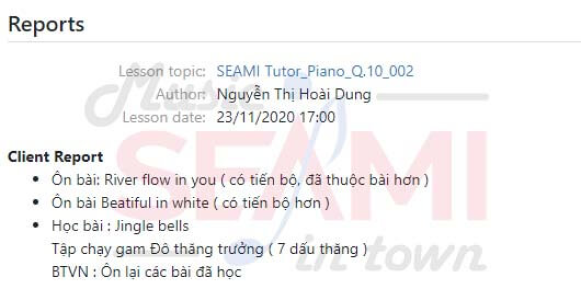 Reports
Lesson topic: SEAMI Tutor_Piano_Q.10_002
Author: Nguyễn Thị Hoài Dung
Lesson date: 23/11/2020 17:00
Music
SEAMI
in town
Client Report
• Ôn bài: River flow in you ( có tiến bộ, đã thuộc bài hơn )
• Ôn bài Beatiful in white ( có tiến bộ hơn )
• Học bài : Jingle bells
Tập chạy gam Đô thăng trưởng ( 7 dấu thăng )
BTVN : Ôn lại các bài đã học